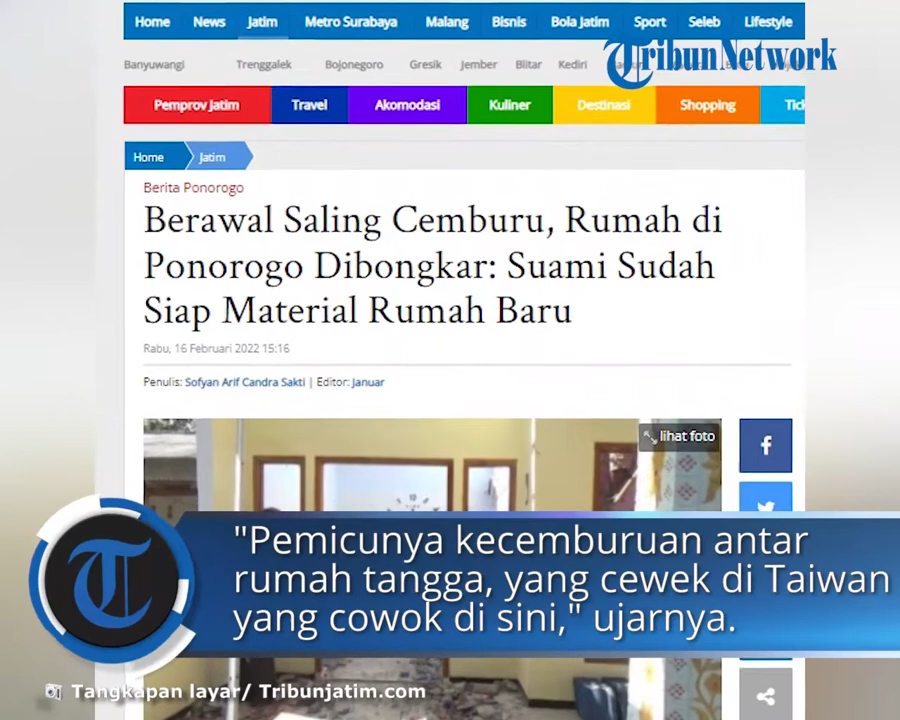 Home News Jatim Metro Surabaya Malang Bisnis Bola Jatim Sport Seleb Lifestyle
TribunNetwork
Banyuwangi Trenggalek Bojonegoro Gresik Jember Blitar Kediri
Pemprov Jatim Travel Akomodasi Kuliner Destinasi Shopping
Home Jatim
Berita Ponorogo
Berawal Saling Cemburu, Rumah di
Ponorogo Dibongkar: Suami Sudah
Siap Material Rumah Baru
Rabu, 16 Februari 2022 15:16
Penulis: Sofyan Arif Candra Sakti | Editor: Januar
lihat foto
"Pemicunya kecemburuan antar
rumah tangga, yang cewek di Taiwan
yang cowok di sini," ujarnya.
Tangkapan layar/ Tribunjatim.com